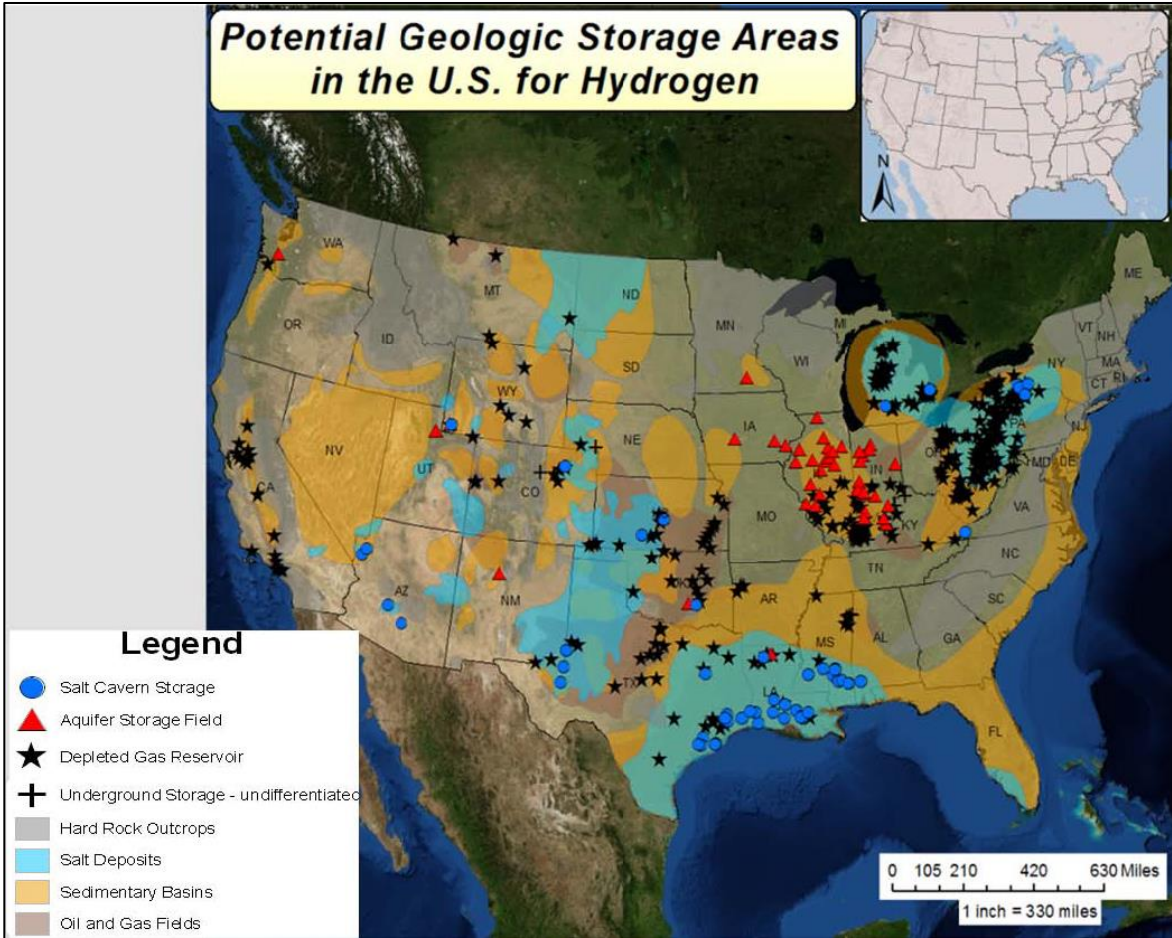 Potential Geologic Storage Areas
in the U.S. for Hydrogen
N
WA
MT
ND
MN
MI
ME
VT
NH
OR
ID
SD
WI
NY
MA
CT
RI
WY
IA
PA
NJ
NV
NE
IN
OH
MD
DE
UT
CO
CA
MO
KY
VA
TN
NC
AZ
NM
OK
AR
SC
MS
AL
GA
TX
LA
FL
Legend
Salt Cavern Storage
Aquifer Storage Field
Depleted Gas Reservoir
Underground Storage - undifferentiated
Hard Rock Outcrops
Salt Deposits
Sedimentary Basins
Oil and Gas Fields
0 105 210 420 630 Miles
1 inch = 330 miles